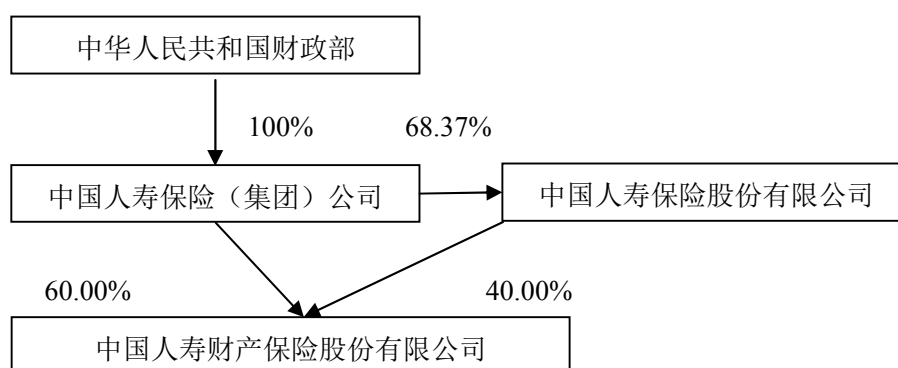 中华人民共和国财政部
100%
68.37%
中国人寿保险（集团）公司
中国人寿保险股份有限公司
60.00%
40.00%
中国人寿财产保险股份有限公司